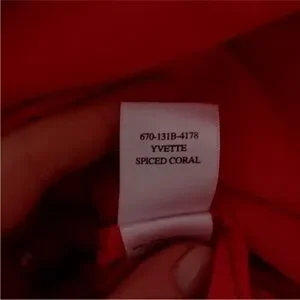 670-131B-4178
YVETTE
SPICED CORAL